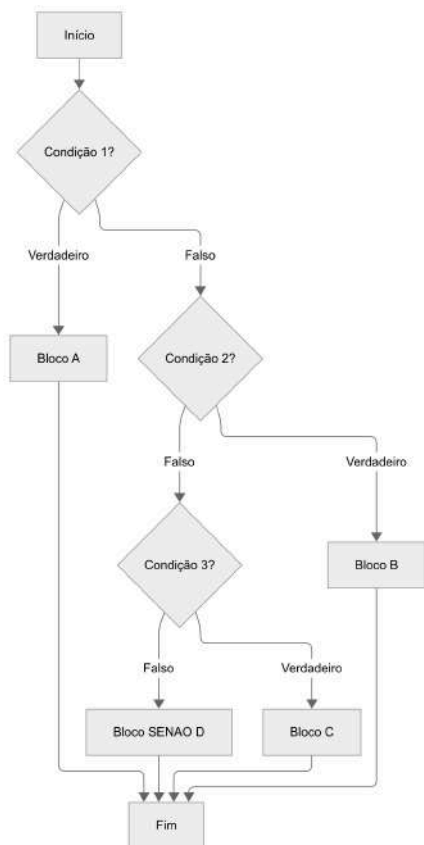 Início
Condição 1?
Verdadeiro
Falso
Bloco A
Condição 2?
Falso
Verdadeiro
Condição 3?
Bloco B
Falso
Verdadeiro
Bloco SENAO D
Bloco C
Fim